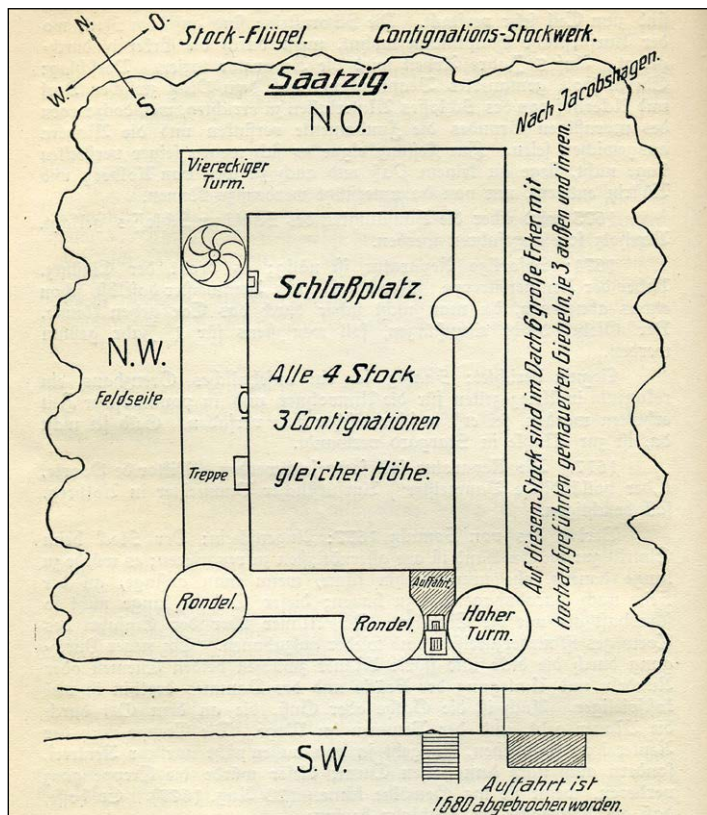 N.
O.
W.
S.
Stock-Flügel. Contignations-Stockwerk.
Saatzig.
N.O.
Nach Jacobshagen.
Viereckiger
Turm.
Schloßplatz.
N.W.
Feldseite
Alle 4 Stock
3 Contignationen
gleicher Höhe.
Treppe
Auf diesem Stock sind im Dach 6 große Erker mit
hochaufgeführten gemauerten Giebeln, je 3 außen und innen.
Auffahrt
Rondel.
Rondel.
Hoher
Turm.
S.W.
Auffahrt ist
1680 abgebrochen worden.